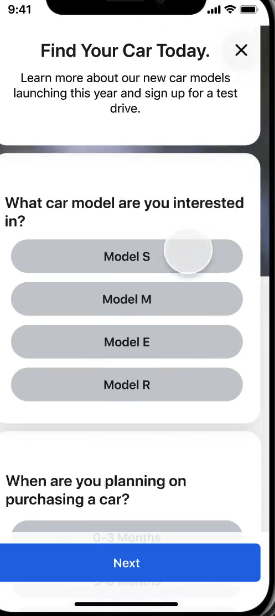 9:41
Find Your Car Today.
Learn more about our new car models
launching this year and sign up for a test
drive.
What car model are you interested
in?
Model S
Model M
Model E
Model R
When are you planning on
purchasing a car?
0-3 Months
Next